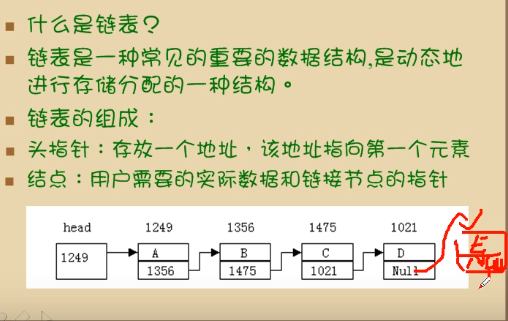 什么是链表？
链表是一种常见的重要的数据结构,是动态地
进行存储分配的一种结构。
链表的组成：
头指针：存放一个地址，该地址指向第一个元素
结点：用户需要的实际数据和链接节点的指针
head 1249 1356 1475 1021
1249 A B C D
1356 1475 1021 Null
E